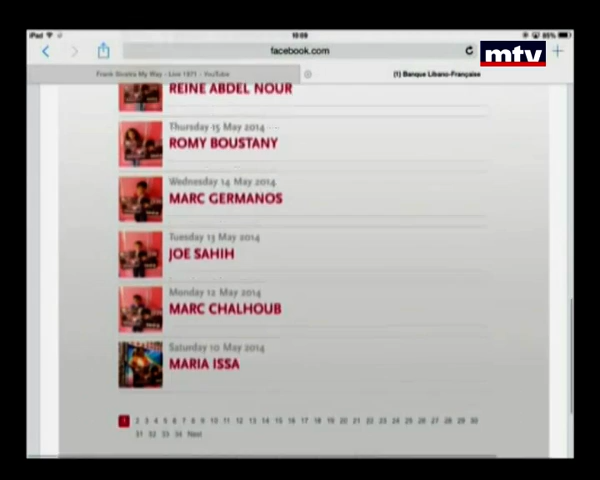 iPad
15:09
85%
facebook.com
mtv
Frank Sinatra My Way - Live 1971 - YouTube
(1) Banque Libano-Française
REINE ABDEL NOUR
Thursday 15 May 2014
ROMY BOUSTANY
Wednesday 14 May 2014
MARC GERMANOS
Tuesday 13 May 2014
JOE SAHIH
Monday 12 May 2014
MARC CHALHOUB
Saturday 10 May 2014
MARIA ISSA
1 2 3 4 5 6 7 8 9 10 11 12 13 14 15 16 17 18 19 20 21 22 23 24 25 26 27 28 29 30
31 32 33 34 Next